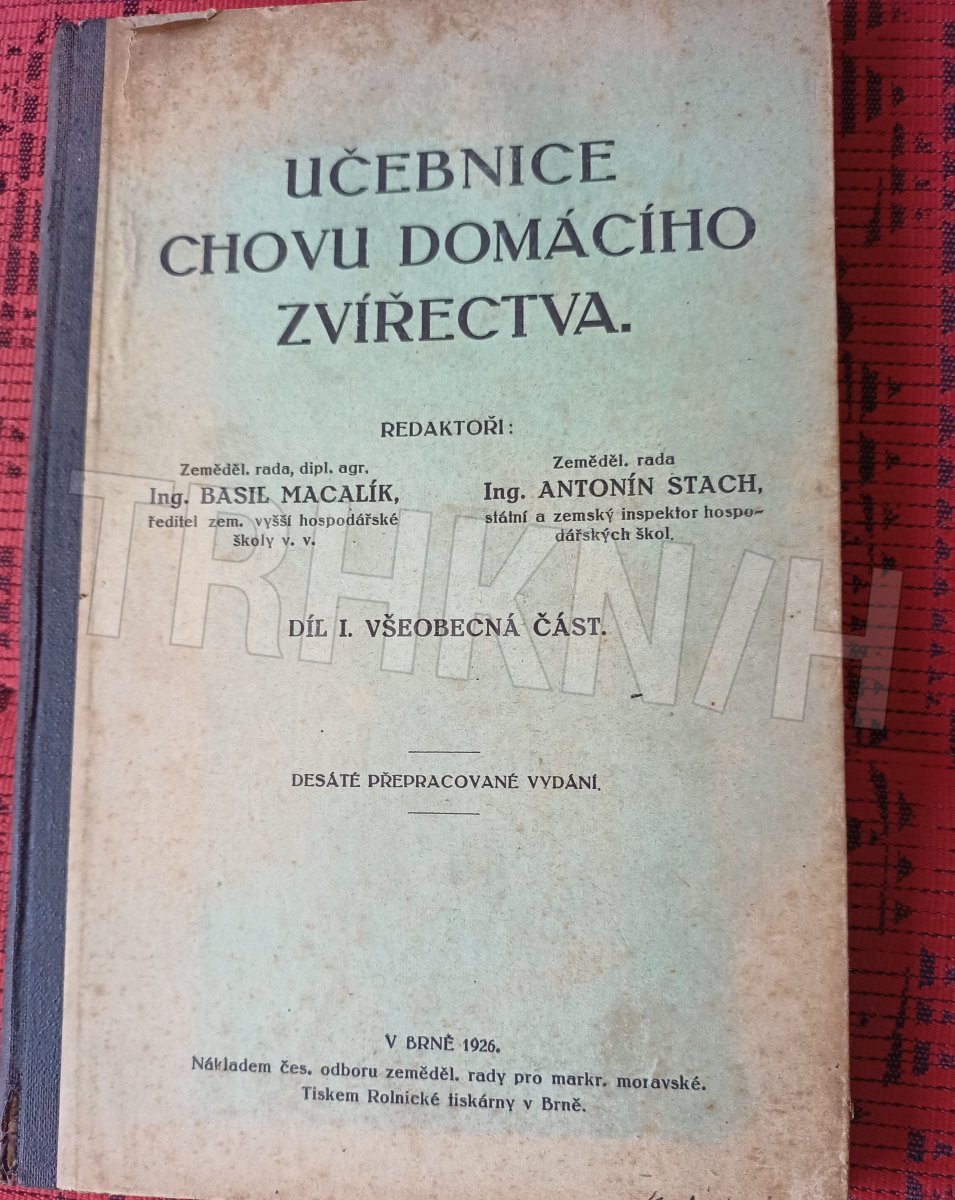 UČEBNICE
CHOVU DOMÁCÍHO
ZVÍŘECTVA.
REDAKTOŘI:
Zeměděl. rada, dipl. agr.
Ing. BASIL MACALÍK,
ředitel zem. vyšší hospodářské
školy v. v.
Zeměděl. rada
Ing. ANTONÍN STACH,
státní a zemský inspektor hospo-
dářských škol.
DÍL I. VŠEOBECNÁ ČÁST.
DESÁTÉ PŘEPRACOVANÉ VYDÁNÍ.
V BRNĚ 1926.
Nákladem čes. odboru zeměděl. rady pro markr. moravské.
Tiskem Rolnické tiskárny v Brně.
TRHKN/H